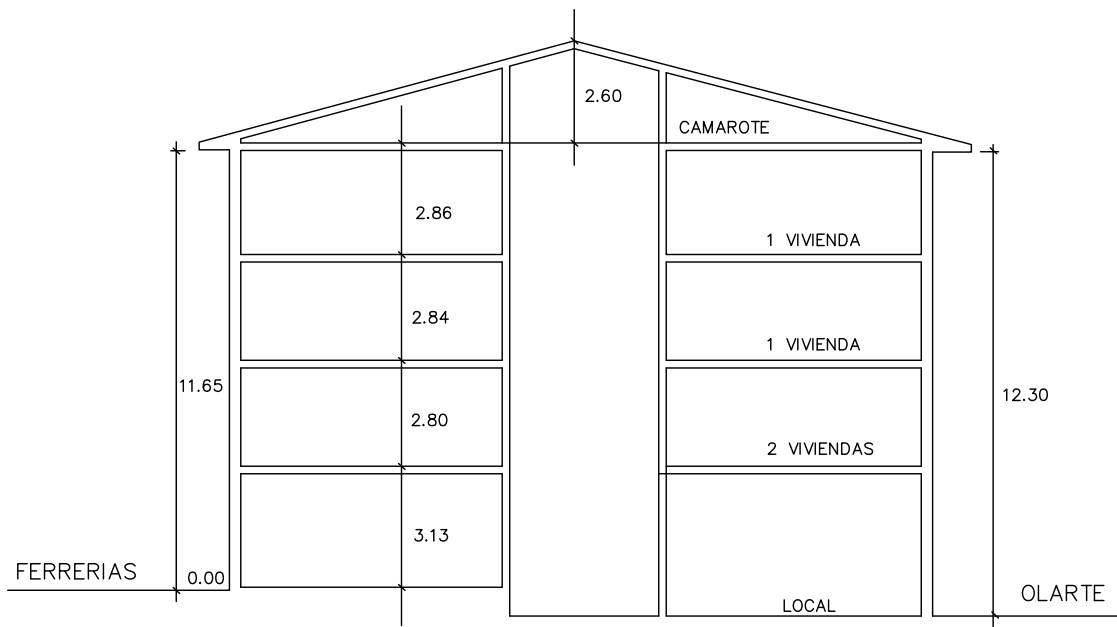 2.60
CAMAROTE
2.86
1 VIVIENDA
2.84
1 VIVIENDA
11.65
12.30
2.80
2 VIVIENDAS
3.13
FERRERIAS
0.00
OLARTE
LOCAL